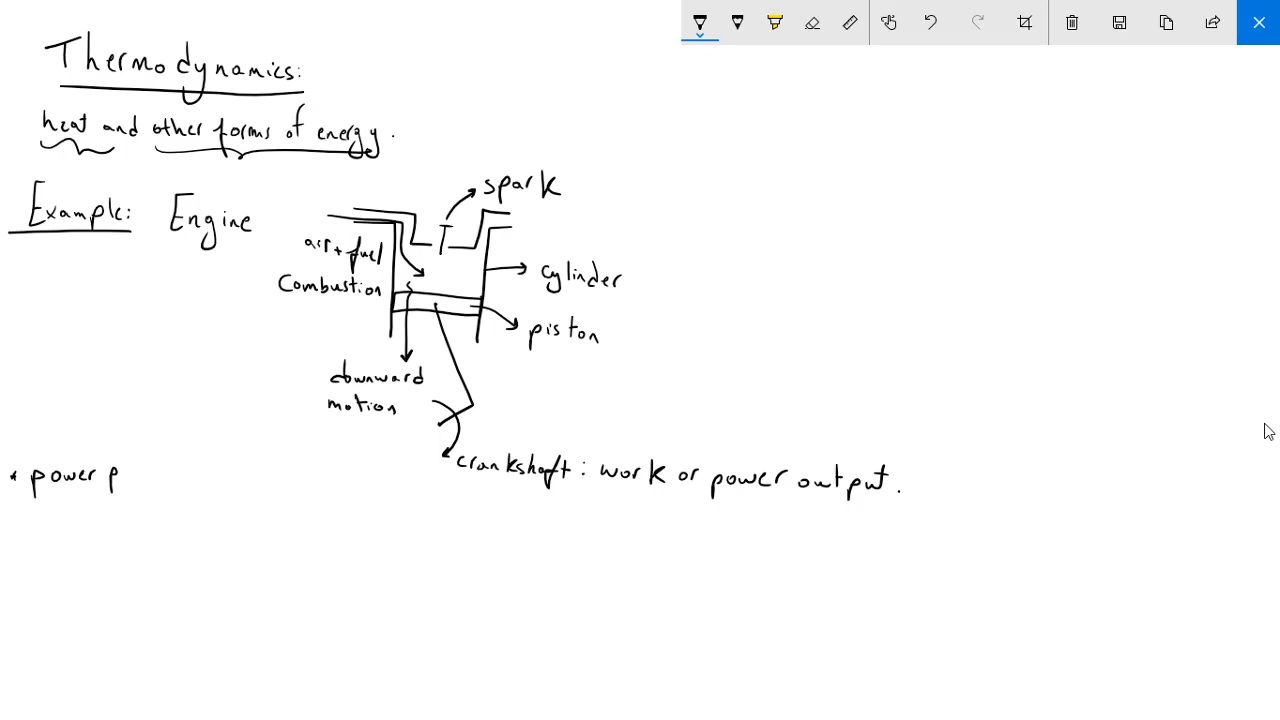 Thermodynamics:
heat and other forms of energy.
Example: Engine
spark
air + fuel
Combustion
cylinder
piston
downward
motion
crankshaft: work or power output.
* power p